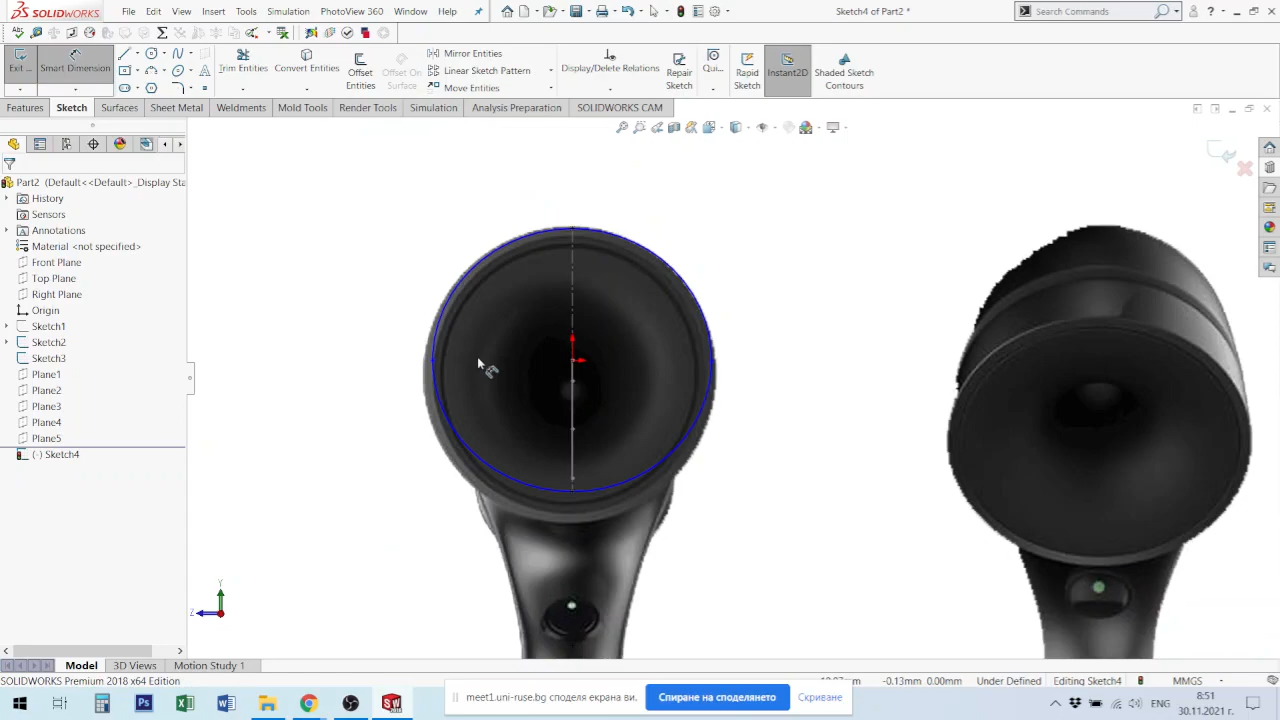 SOLIDWORKS File Edit View Insert Tools Simulation PhotoView 360 Window Help Sketch4 of Part2 * Search Commands
Exit ... Smart Dimension Trim Entities Convert Entities Offset Entities Offset On Surface Mirror Entities Display/Delete Relations Repair Sketch Qui... Rapid Sketch Instant2D Shaded Sketch Contours
Linear Sketch Pattern
Move Entities
Features Sketch Surfaces Sheet Metal Weldments Mold Tools Render Tools Simulation Analysis Preparation SOLIDWORKS CAM
Part2 (Default<<Default>_Display Sta
History
Sensors
Annotations
Material <not specified>
Front Plane
Top Plane
Right Plane
Origin
Sketch1
Sketch2
Sketch3
Plane1
Plane2
Plane3
Plane4
Plane5
(-) Sketch4
Y
Z
Model 3D Views Motion Study 1
SOLIDWORKS Premium 2018 x64 Edition -0.13mm 0.00mm Under Defined Editing Sketch4 MMGS
meet1.uni-ruse.bg споделя екрана ви. Спиране на споделянето Скриване
ENG 8:51
30.11.2021 г.